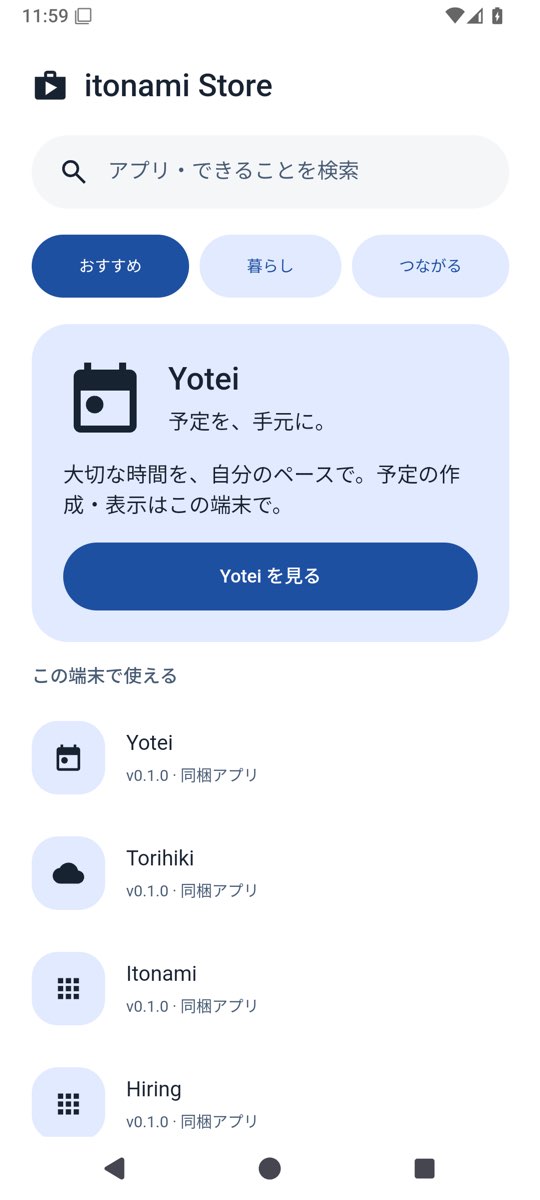 11:59
itonami Store
アプリ・できることを検索
おすすめ
暮らし
つながる
Yotei
予定を、手元に。
大切な時間を、自分のペースで。予定の作
成・表示はこの端末で。
Yotei を見る
この端末で使える
Yotei
v0.1.0 · 同梱アプリ
Torihiki
v0.1.0 · 同梱アプリ
Itonami
v0.1.0 · 同梱アプリ
Hiring
v0.1.0 · 同梱アプリ